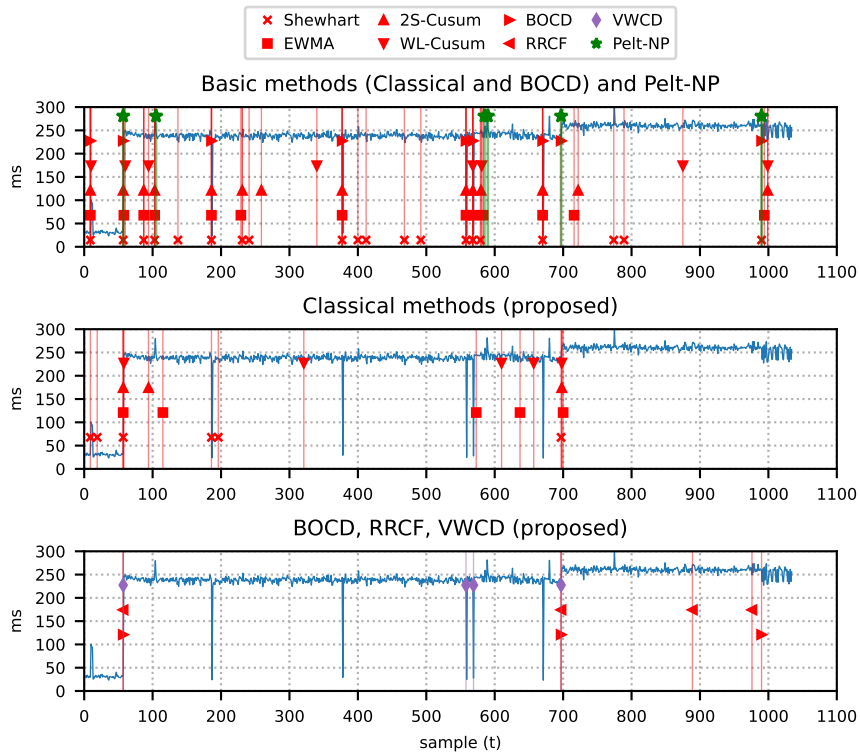 Shewhart 2S-Cusum BOCD VWCD
EWMA WL-Cusum RRCF Pelt-NP
Basic methods (Classical and BOCD) and Pelt-NP
300
250
200
150
100
50
0
ms
0 100 200 300 400 500 600 700 800 900 1000 1100
sample (t)
Classical methods (proposed)
300
250
200
150
100
50
0
ms
0 100 200 300 400 500 600 700 800 900 1000 1100
BOCD, RRCF, VWCD (proposed)
300
250
200
150
100
50
0
ms
0 100 200 300 400 500 600 700 800 900 1000 1100
sample (t)